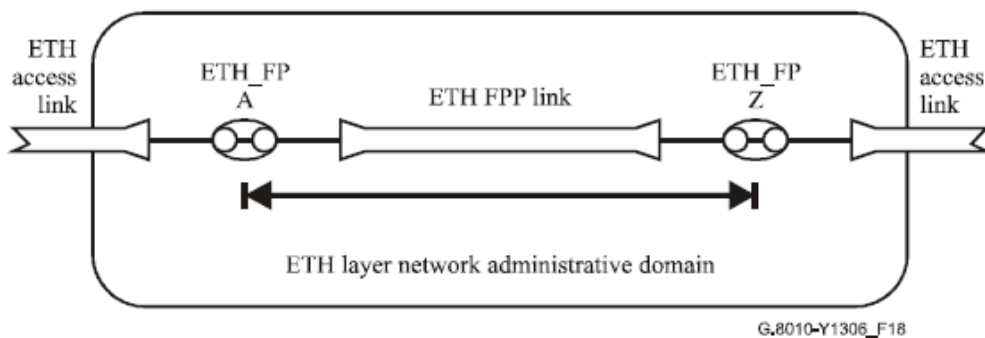 ETH
access
link
ETH_FP
A
ETH FPP link
ETH_FP
Z
ETH
access
link
ETH layer network administrative domain
G.8010-Y1306_F18